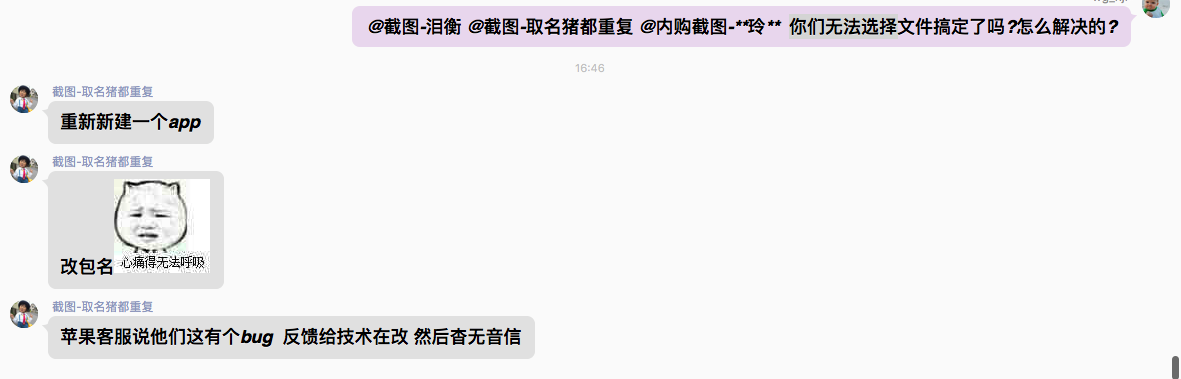 @截图-泪衡 @截图-取名猪都重复 @内购截图-**玲** 你们无法选择文件搞定了吗?怎么解决的?
16:46
截图-取名猪都重复
重新新建一个app
截图-取名猪都重复
心痛得无法呼吸
改包名
截图-取名猪都重复
苹果客服说他们这有个bug 反馈给技术在改 然后杳无音信